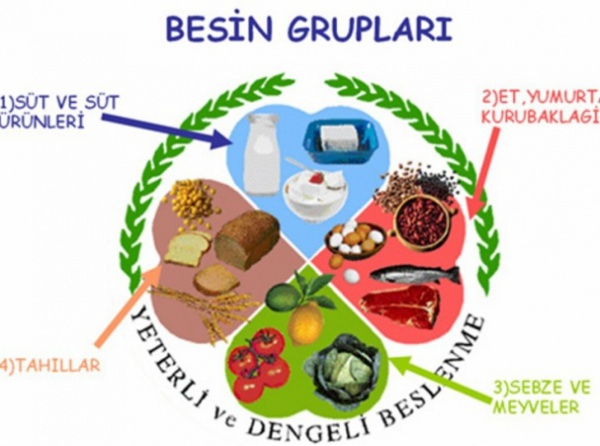 BESİN GRUPLARI
1)SÜT VE SÜT
ÜRÜNLERİ
2)ET,YUMURTA
KURUBAKLAGİ
4)TAHILLAR
3)SEBZE VE
MEYVELER
YETERLİ ve DENGELİ BESLENME